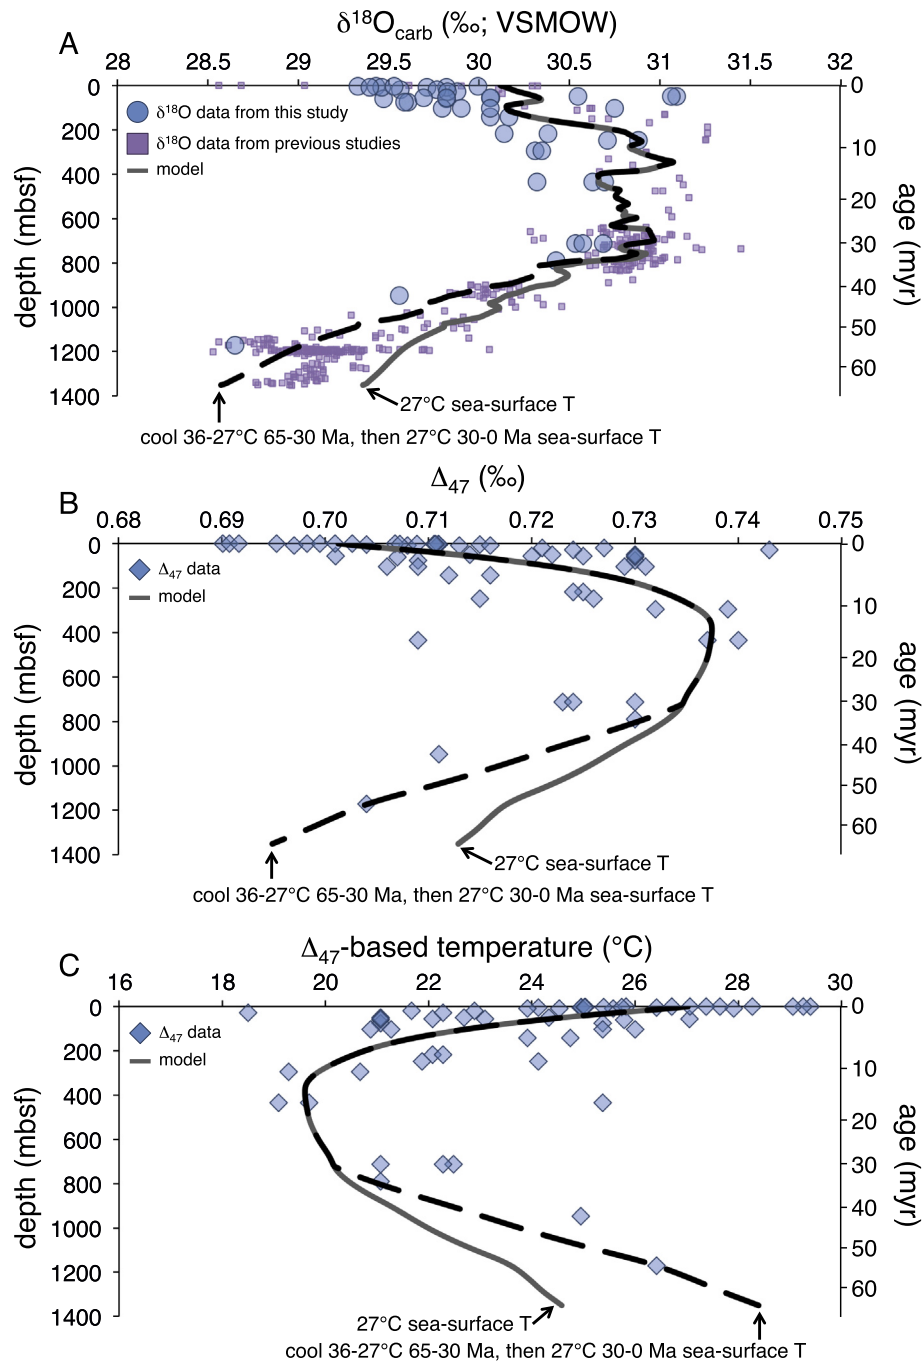 A
δ¹⁸Ocarb (‰; VSMOW)
28 28.5 29 29.5 30 30.5 31 31.5 32
0
200
400
600
800
1000
1200
1400
depth (mbsf)
0
10
20
30
40
50
60
age (myr)
δ¹⁸O data from this study
δ¹⁸O data from previous studies
model
27°C sea-surface T
cool 36-27°C 65-30 Ma, then 27°C 30-0 Ma sea-surface T
B
Δ₄₇ (‰)
0.68 0.69 0.70 0.71 0.72 0.73 0.74 0.75
0
200
400
600
800
1000
1200
1400
depth (mbsf)
0
10
20
30
40
50
60
age (myr)
Δ₄₇ data
model
27°C sea-surface T
cool 36-27°C 65-30 Ma, then 27°C 30-0 Ma sea-surface T
C
Δ₄₇-based temperature (°C)
16 18 20 22 24 26 28 30
0
200
400
600
800
1000
1200
1400
depth (mbsf)
0
10
20
30
40
50
60
age (myr)
Δ₄₇ data
model
27°C sea-surface T
cool 36-27°C 65-30 Ma, then 27°C 30-0 Ma sea-surface T